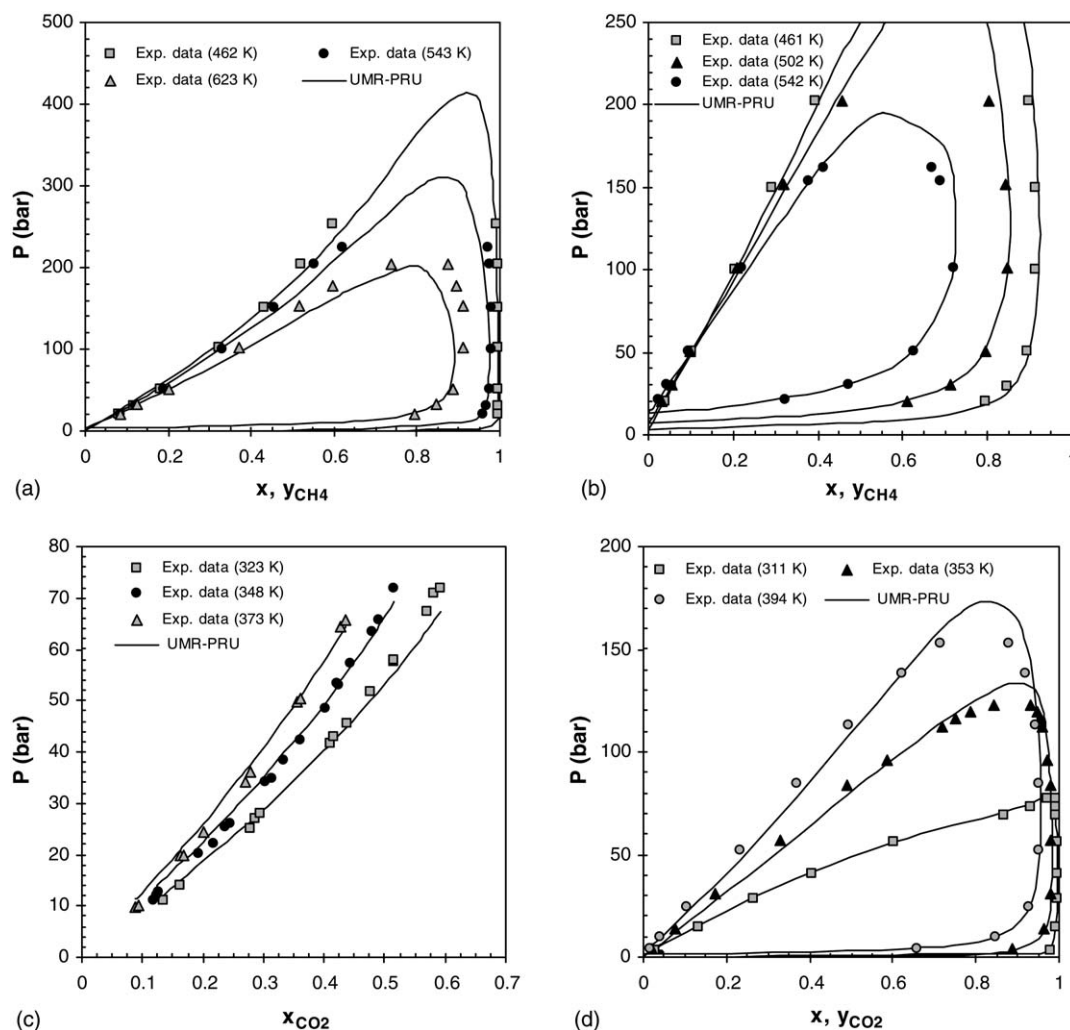 500
400
300
200
100
0
P (bar)
Exp. data (462 K)
Exp. data (543 K)
Exp. data (623 K)
UMR-PRU
0
0.2
0.4
0.6
0.8
1
(a)
x, yCH4
250
200
150
100
50
0
P (bar)
Exp. data (461 K)
Exp. data (502 K)
Exp. data (542 K)
UMR-PRU
0
0.2
0.4
0.6
0.8
1
(b)
x, yCH4
80
70
60
50
40
30
20
10
0
P (bar)
Exp. data (323 K)
Exp. data (348 K)
Exp. data (373 K)
UMR-PRU
0
0.1
0.2
0.3
0.4
0.5
0.6
0.7
(c)
xCO2
200
150
100
50
0
P (bar)
Exp. data (311 K)
Exp. data (353 K)
Exp. data (394 K)
UMR-PRU
0
0.2
0.4
0.6
0.8
1
(d)
x, yCO2